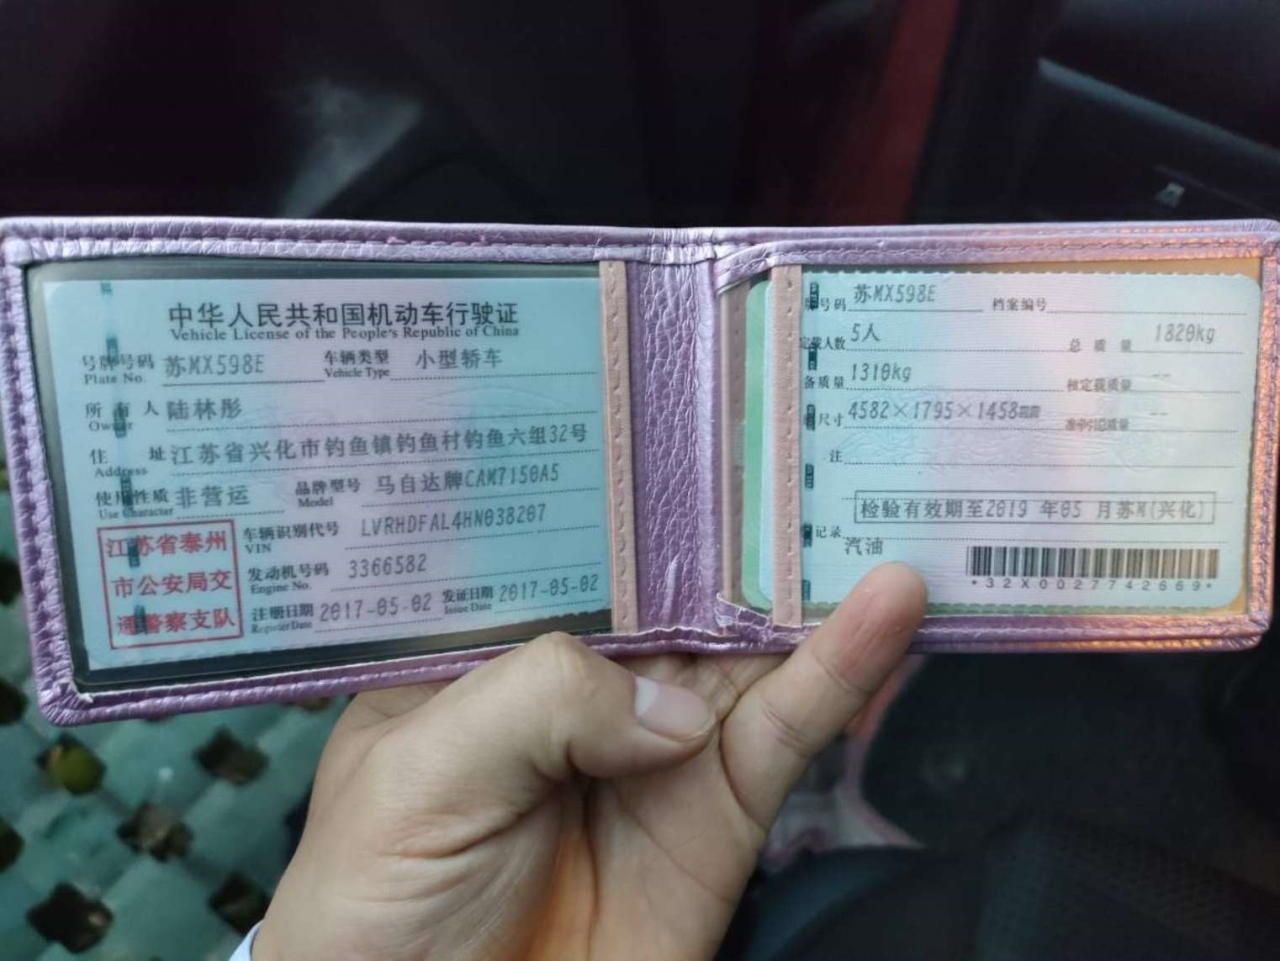 中华人民共和国机动车行驶证
Vehicle License of the People's Republic of China
号牌号码 苏MX598E 车辆类型 小型轿车
Plate No. Vehicle Type
所有人 陆林彤
Owner
住址 江苏省兴化市钓鱼镇钓鱼村钓鱼六组32号
Address
使用性质 非营运 品牌型号 马自达牌CAM7150A5
Use Character Model
江苏省泰州
市公安局交
通警察支队
车辆识别代号 LVRHDFAL4HN038207
VIN
发动机号码 3366582
Engine No.
注册日期 2017-05-02 发证日期 2017-05-02
Register Date Issue Date
牌号码 苏MX598E 档案编号
定载人数 5人 总质量 1820kg
备质量 1310kg 核定载质量 --
尺寸 4582×1795×1458mm 准牵引总质量 --
注
检验有效期至2019年05月苏M(兴化)
记录
汽油
*32X0027742669*